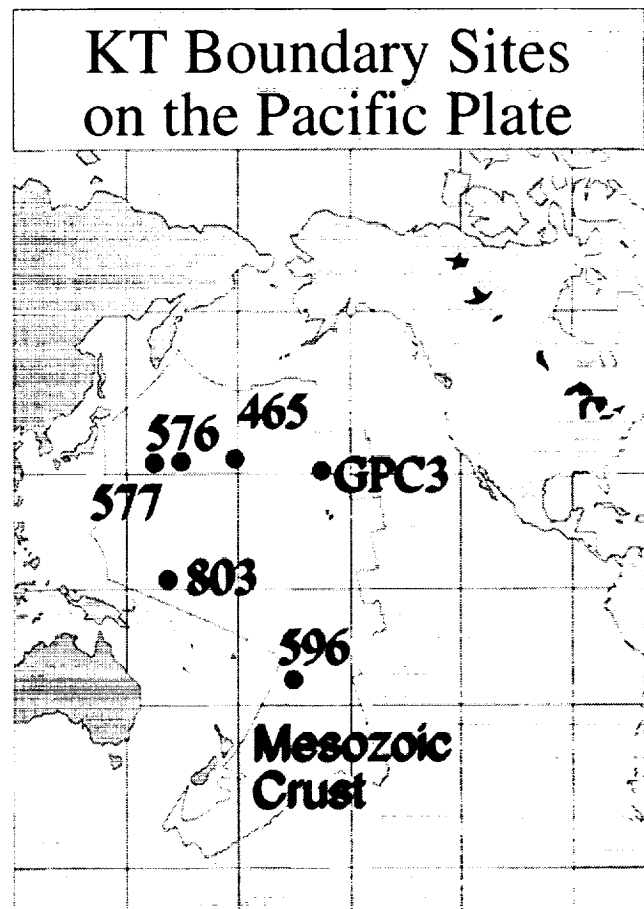 KT Boundary Sites
on the Pacific Plate
465
576
577
GPC3
803
596
Mesozoic
Crust